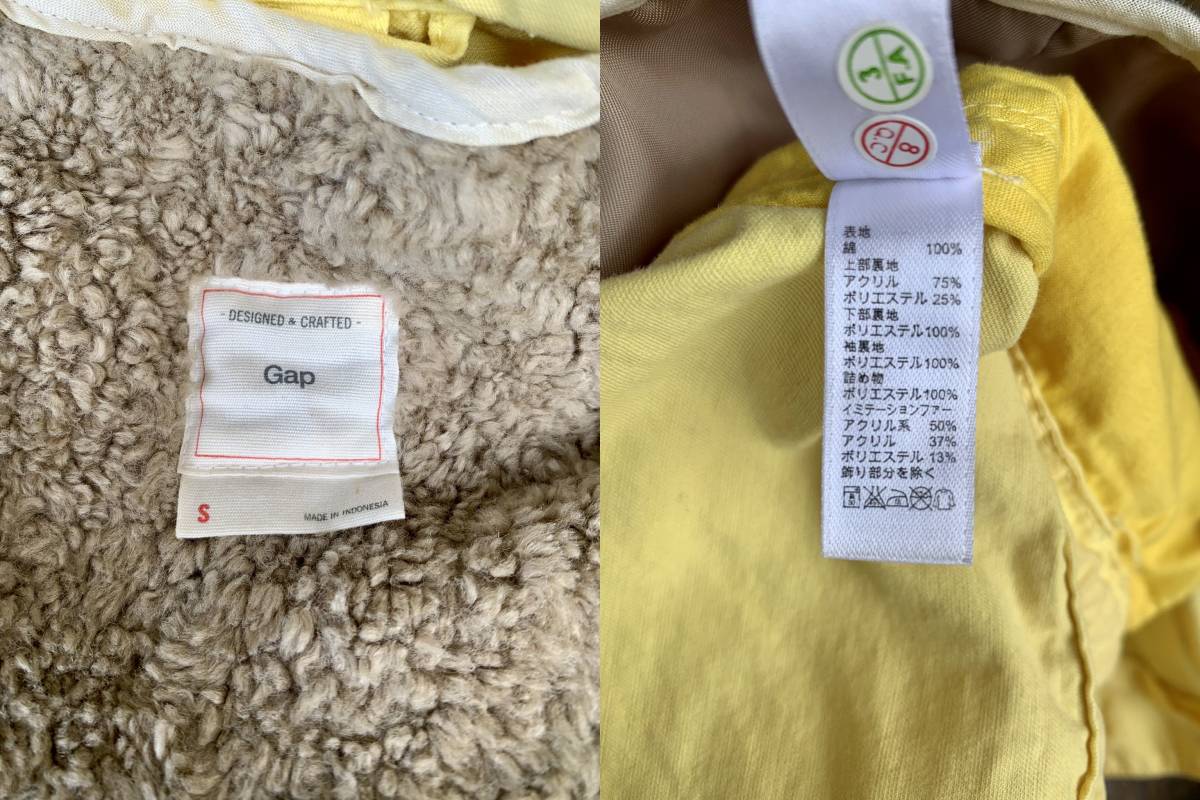 - DESIGNED & CRAFTED -
Gap
S
MADE IN INDONESIA
3
FA
C.Q
8
表地
綿 100%
上部裏地
アクリル 75%
ポリエステル 25%
下部裏地
ポリエステル100%
袖裏地
ポリエステル100%
詰め物
ポリエステル100%
イミテーションファー
アクリル系 50%
アクリル 37%
ポリエステル 13%
飾り部分を除く